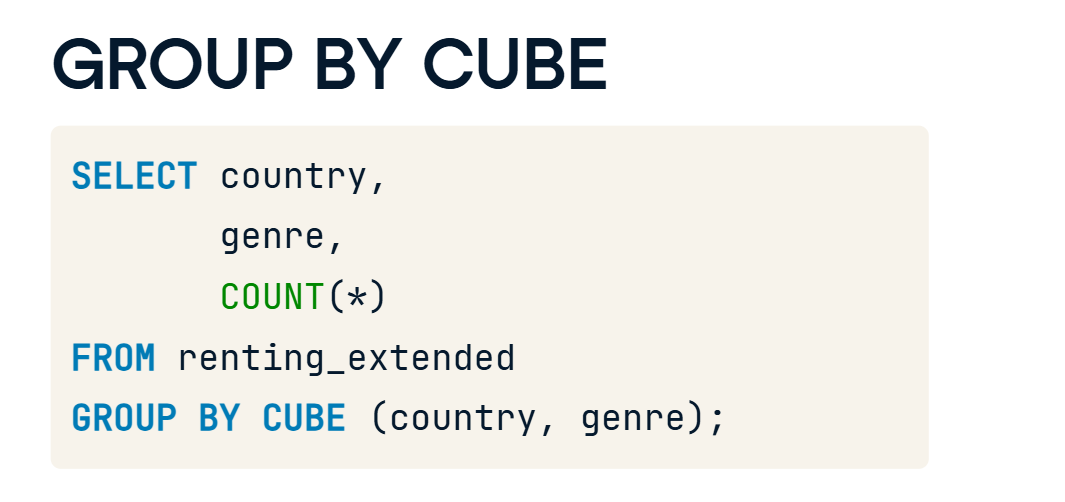 GROUP BY CUBE
SELECT country,
genre,
COUNT(*)
FROM renting_extended
GROUP BY CUBE (country, genre);